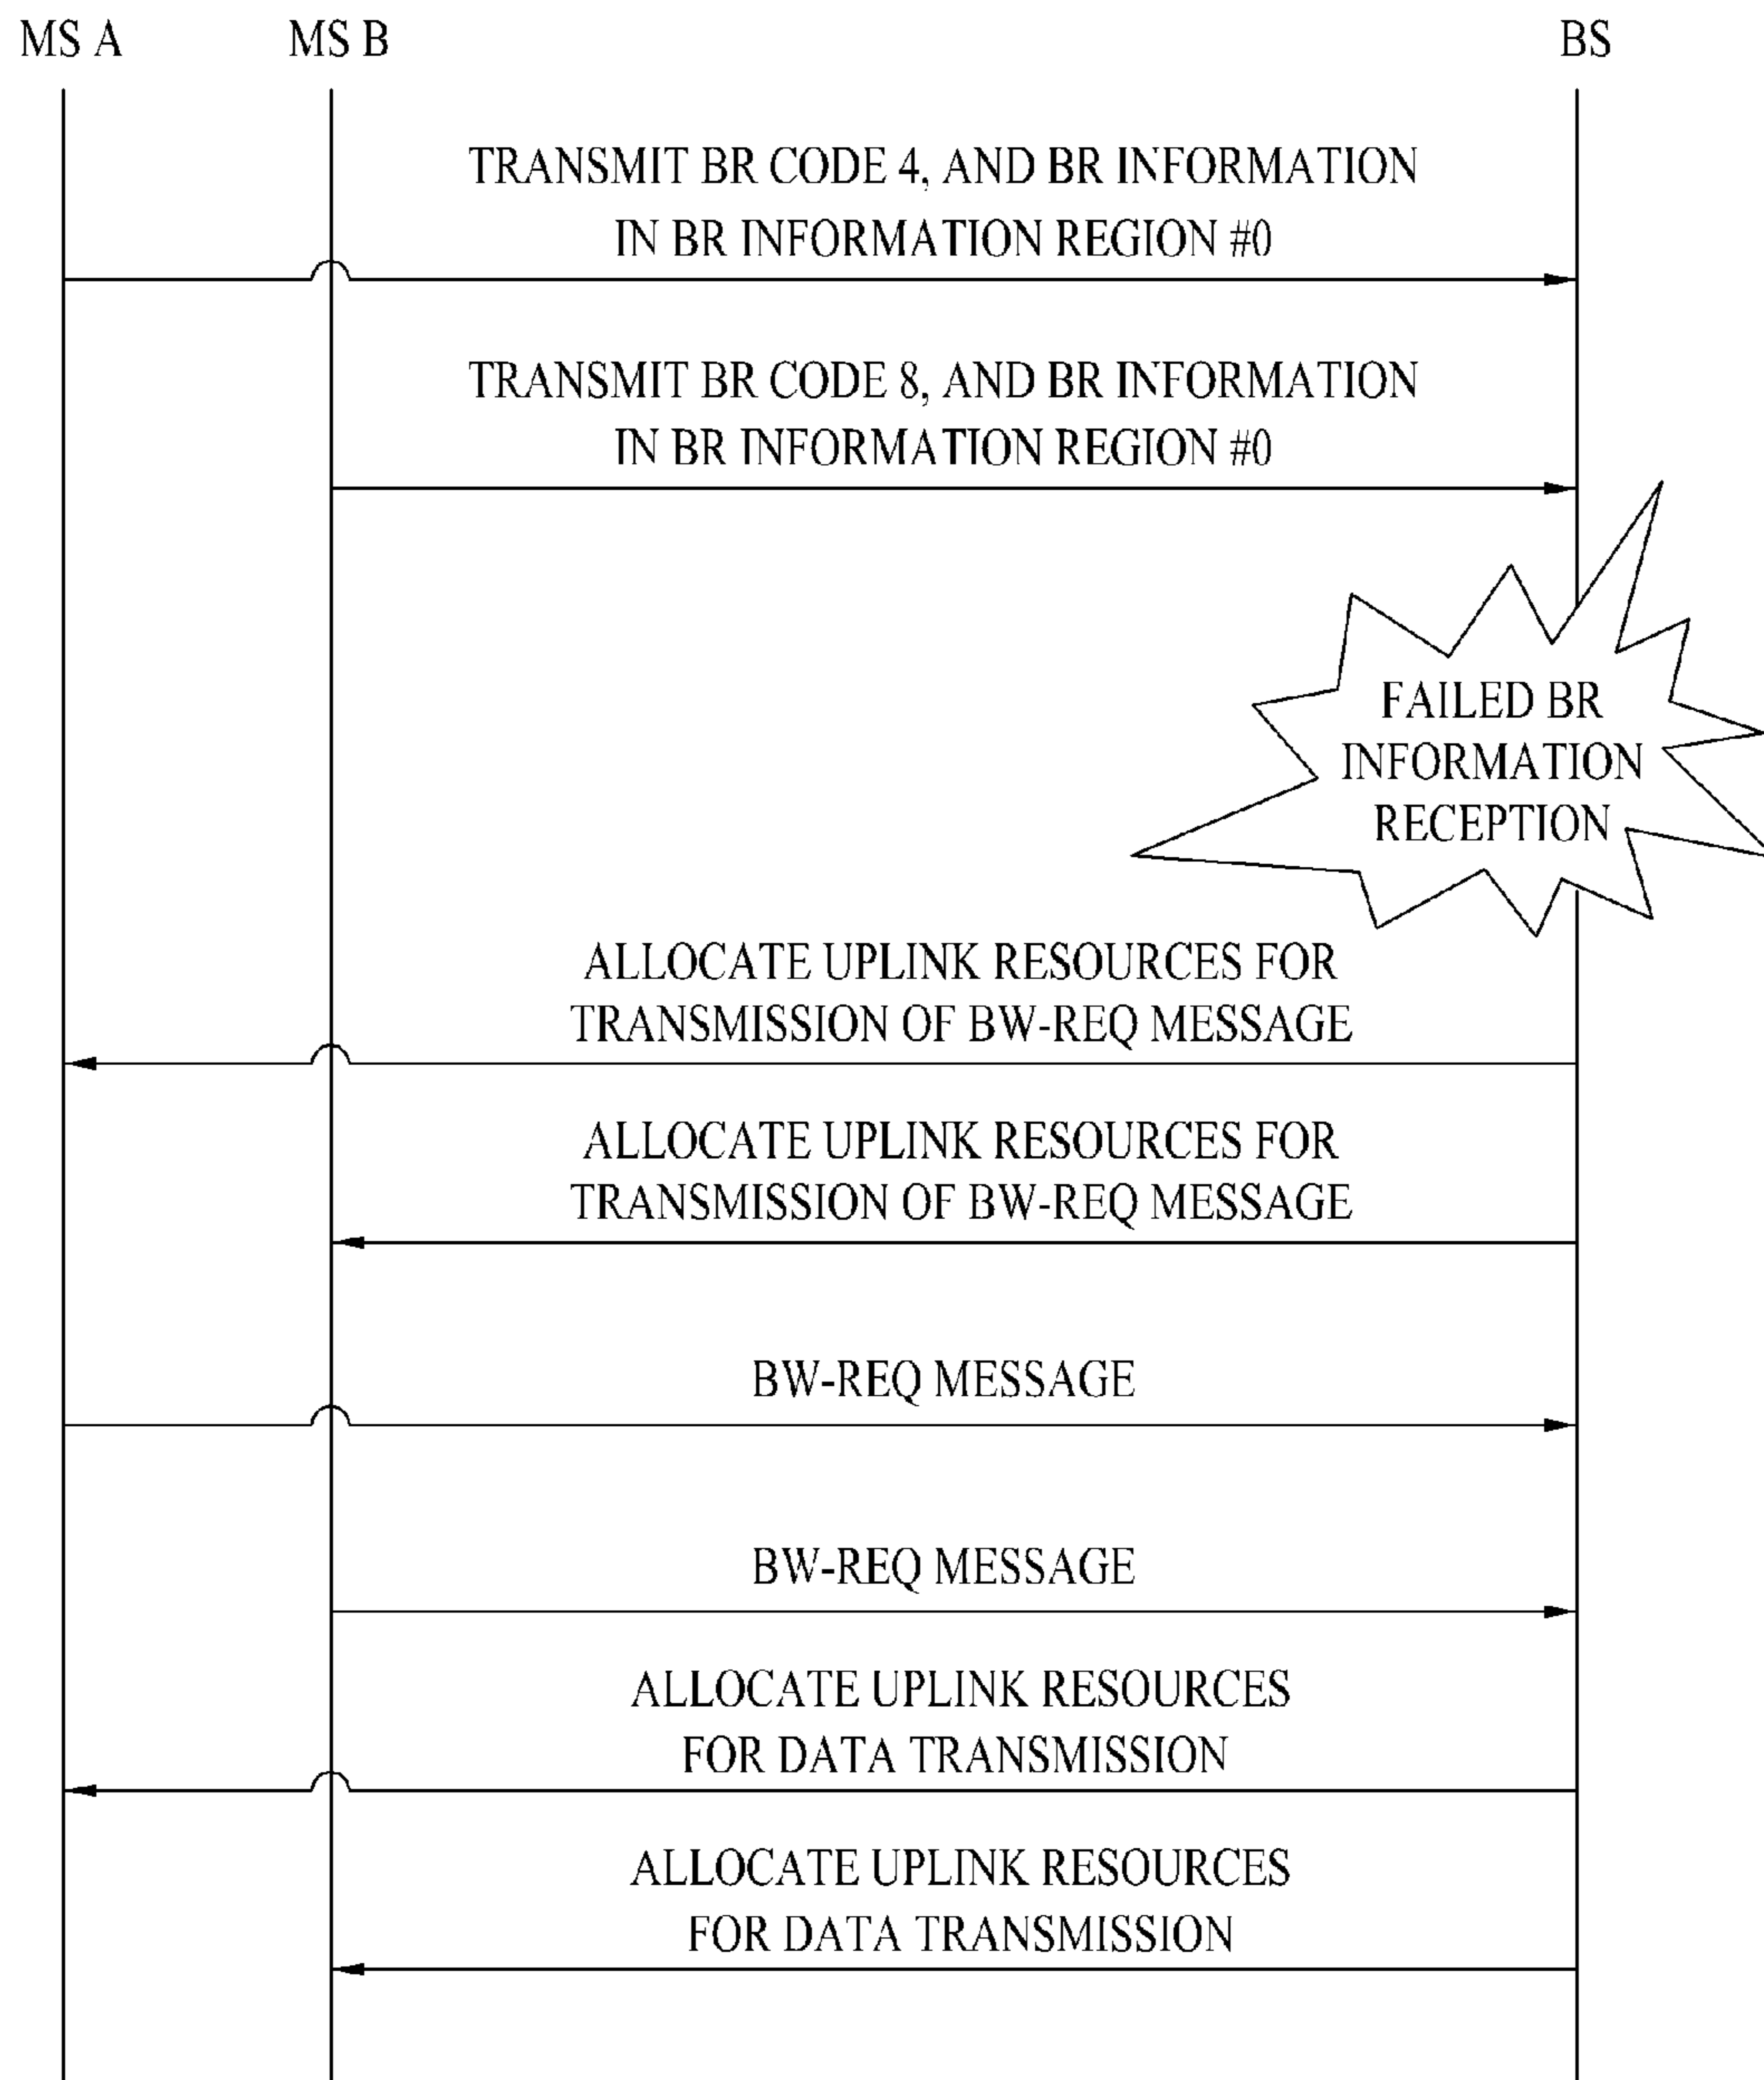 MS A
MS B
BS
TRANSMIT BR CODE 4, AND BR INFORMATION
IN BR INFORMATION REGION #0
TRANSMIT BR CODE 8, AND BR INFORMATION
IN BR INFORMATION REGION #0
FAILED BR
INFORMATION
RECEPTION
ALLOCATE UPLINK RESOURCES FOR
TRANSMISSION OF BW-REQ MESSAGE
ALLOCATE UPLINK RESOURCES FOR
TRANSMISSION OF BW-REQ MESSAGE
BW-REQ MESSAGE
BW-REQ MESSAGE
ALLOCATE UPLINK RESOURCES
FOR DATA TRANSMISSION
ALLOCATE UPLINK RESOURCES
FOR DATA TRANSMISSION